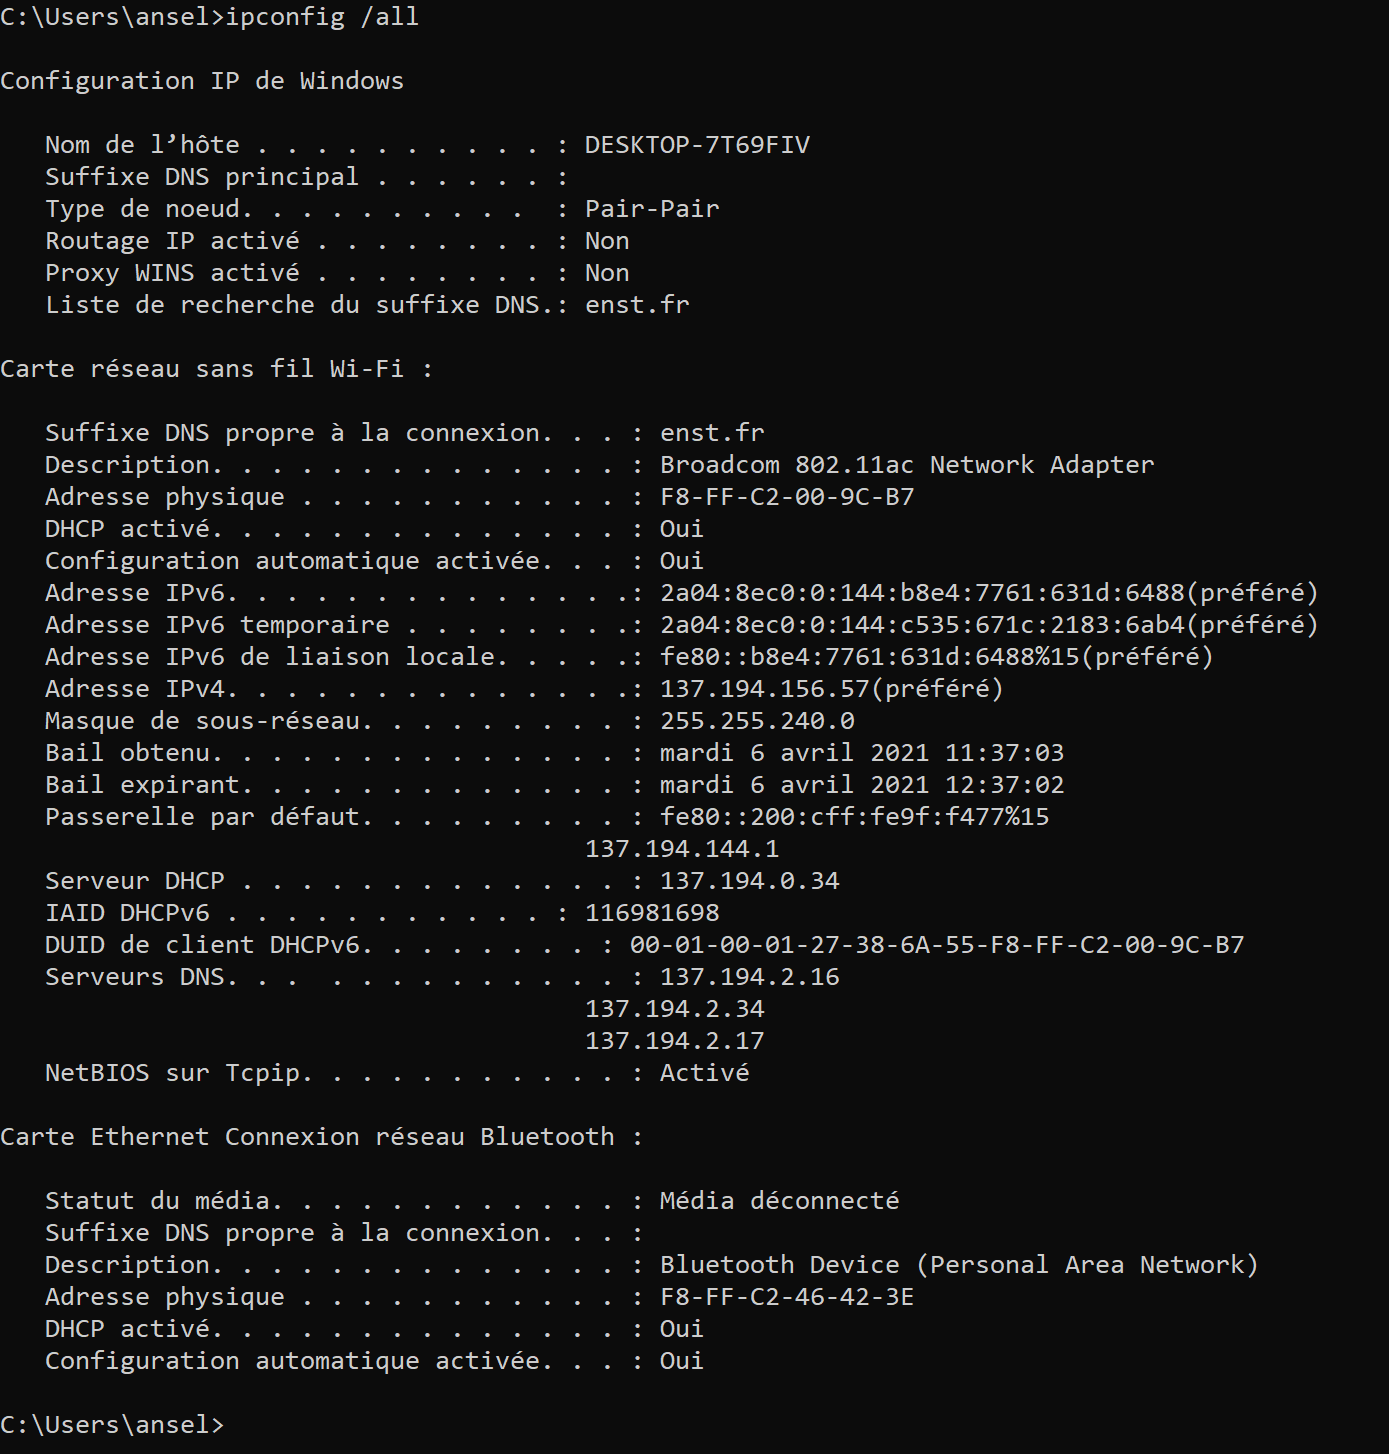 C:\Users\ansel>ipconfig /all
Configuration IP de Windows
Nom de l’hôte . . . . . . . . . . : DESKTOP-7T69FIV
Suffixe DNS principal . . . . . . :
Type de noeud. . . . . . . . . .  : Pair-Pair
Routage IP activé . . . . . . . . : Non
Proxy WINS activé . . . . . . . . : Non
Liste de recherche du suffixe DNS.: enst.fr
Carte réseau sans fil Wi-Fi :
Suffixe DNS propre à la connexion. . . : enst.fr
Description. . . . . . . . . . . . . . : Broadcom 802.11ac Network Adapter
Adresse physique . . . . . . . . . . . : F8-FF-C2-00-9C-B7
DHCP activé. . . . . . . . . . . . . . : Oui
Configuration automatique activée. . . : Oui
Adresse IPv6. . . . . . . . . . . . . .: 2a04:8ec0:0:144:b8e4:7761:631d:6488(préféré)
Adresse IPv6 temporaire . . . . . . . .: 2a04:8ec0:0:144:c535:671c:2183:6ab4(préféré)
Adresse IPv6 de liaison locale. . . . .: fe80::b8e4:7761:631d:6488%15(préféré)
Adresse IPv4. . . . . . . . . . . . . .: 137.194.156.57(préféré)
Masque de sous-réseau. . . . . . . . . : 255.255.240.0
Bail obtenu. . . . . . . . . . . . . . : mardi 6 avril 2021 11:37:03
Bail expirant. . . . . . . . . . . . . : mardi 6 avril 2021 12:37:02
Passerelle par défaut. . . . . . . . . : fe80::200:cff:fe9f:f477%15
137.194.144.1
Serveur DHCP . . . . . . . . . . . . . : 137.194.0.34
IAID DHCPv6 . . . . . . . . . . . : 116981698
DUID de client DHCPv6. . . . . . . . : 00-01-00-01-27-38-6A-55-F8-FF-C2-00-9C-B7
Serveurs DNS. . .  . . . . . . . . . . : 137.194.2.16
137.194.2.34
137.194.2.17
NetBIOS sur Tcpip. . . . . . . . . . . : Activé
Carte Ethernet Connexion réseau Bluetooth :
Statut du média. . . . . . . . . . . . : Média déconnecté
Suffixe DNS propre à la connexion. . . :
Description. . . . . . . . . . . . . . : Bluetooth Device (Personal Area Network)
Adresse physique . . . . . . . . . . . : F8-FF-C2-46-42-3E
DHCP activé. . . . . . . . . . . . . . : Oui
Configuration automatique activée. . . : Oui
C:\Users\ansel>